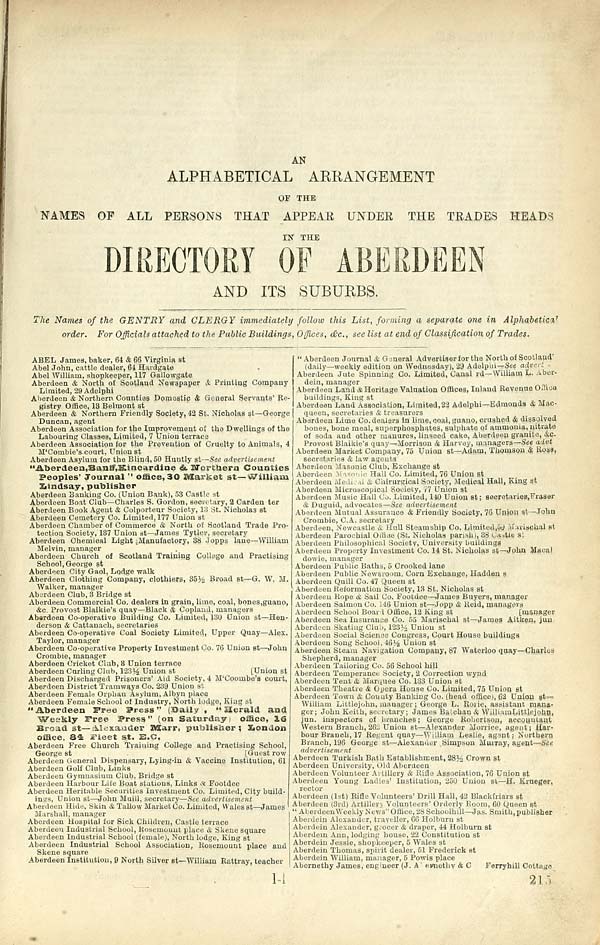 AN
ALPHABETICAL ARRANGEMENT
OF THE
NAMES OF ALL PERSONS THAT APPEAR UNDER THE TRADES HEADS
IN THE
DIRECTORY OF ABERDEEN
AND ITS SUBURBS.
The Names of the GENTRY and CLERGY immediately follow this List, forming a separate one in Alphabetical
order. For Officials attached to the Public Buildings, Offices, &c., see list at end of Classification of Trades.
ABEL James, baker, 64 & 66 Virginia st
Abel John, cattle dealer, 64 Hardgate
Abel William, shopkeeper, 117 Gallowgate
Aberdeen & North of Scotland Newspaper & Printing Company
Limited, 29 Adelphi
Aberdeen & Northern Counties Domestic & General Servants' Re-
gistry Office, 13 Belmont st
Aberdeen & Northern Friendly Society, 42 St. Nicholas st—George
Duncan, agent
Aberdeen Association for the Improvement of the Dwellings of the
Labouring Classes, Limited, 7 Union terrace
Aberdeen Association for the Prevention of Cruelty to Animals, 4
M'Combie's court, Union st
Aberdeen Asylum for the Blind, 50 Huntly st—See advertisement
"Aberdeen, Banff, Kincardine & Northern Counties
Peoples' Journal" office, 30 Market st—William
Lindsay, publisher
Aberdeen Banking Co. (Union Bank), 53 Castle st
Aberdeen Boat Club—Charles S. Gordon, secretary, 2 Carden ter
Aberdeen Book Agent & Colporteur Society, 13 St. Nicholas st
Aberdeen Cemetery Co. Limited, 177 Union st
Aberdeen Chamber of Commerce & North of Scotland Trade Pro-
tection Society, 137 Union st—James Tytler, secretary
Aberdeen Chemical Light Manufactory, 38 Jopps lane—William
Melvin, manager
Aberdeen Church of Scotland Training College and Practising
School, George st
Aberdeen City Gaol, Lodge walk
Aberdeen Clothing Company, clothiers, 35½ Broad st—G. W. M.
Walker, manager
Aberdeen Club, 3 Bridge st
Aberdeen Commercial Co. dealers in grain, lime, coal, bones, guano,
&c. Provost Blaikie's quay—Black & Copland, managers
Aberdeen Co-operative Building Co. Limited, 130 Union st—Hen-
derson & Cattanach, secretaries
Aberdeen Co-operative Coal Society Limited, Upper Quay—Alex.
Taylor, manager
Aberdeen Co-operative Property Investment Co. 76 Union st—John
Crombie, manager
Aberdeen Cricket Club, 8 Union terrace
Aberdeen Curling Club, 123½ Union st [Union st
Aberdeen Discharged Prisoners' Aid Society, 4 M'Coombe's court,
Aberdeen District Tramways Co. 239 Union st
Aberdeen Female Orphan Asylum, Albyn place
Aberdeen Female School of Industry, North lodge, King st
"Aberdeen Free Press" (Daily), "Herald and
Weekly Free Press" (on Saturday) office, 16
Broad st—Alexander Marr, publisher; London
office, 84 Fleet st. E.C.
Aberdeen Free Church Training College and Practising School,
George st [Guest row
Aberdeen General Dispensary, Lying-in & Vaccine Institution, 61
Aberdeen Golf Club, Links
Aberdeen Gymnasium Club, Bridge st
Aberdeen Harbour Life Boat stations, Links & Footdee
Aberdeen Heritable Securities Investment Co. Limited, City build-
ings, Union st—John Muil, secretary—See advertisement
Aberdeen Hide, Skin & Tallow Market Co. Limited, Wales st—James
Marshall, manager
Aberdeen Hospital for Sick Children, Castle terrace
Aberdeen Industrial School, Rosemount place & Skene square
Aberdeen Industrial School (female), North lodge, King st
Aberdeen Industrial School Association, Rosemount place and
Skene square
Aberdeen Institution, 9 North Silver st—William Rattray, teacher
"Aberdeen Journal & General Advertiser for the North of Scotland"
daily—weekly edition on Wednesday), 29 Adelphi—See advert
Aberdeen Jute Spinning Co. Limited, Canal rd—William L. Aber-
dein, manager
Aberdeen Land & Heritage Valuation Offices, Inland Revenue Office
buildings, King st
Aberdeen Land Association, Limited, 22 Adelphi—Edmonds & Mac-
queen, secretaries & treasurers
Aberdeen Lime Co. dealers in lime, coal, guano, crushed & dissolved
bones, bone meal, superphosphates, sulphate of ammonia, nitrate
of soda and other manures, linseed cake, Aberdeen granite, &c.
Provost Blaikie's quay—Morrison & Harvey, managers—See advt
Aberdeen Market Company, 75 Union st—Adam, Thomson & Ross,
secretaries & law agents
Aberdeen Masonic Club, Exchange st
Aberdeen Masonic Hall Co. Limited, 76 Union st
Aberdeen Medical & Chirurgical Society, Medical Hall, King st
Aberdeen Microscopical Society, 77 Union st
Aberdeen Music Hall Co. Limited, 140 Union st; secretaries, Fraser
& Duguid, advocates—See advertisement
Aberdeen Mutual Assurance & Friendly Society, 76 Union st—John
Crombie, C.A. secretary
Aberdeen, Newcastle & Hull Steamship Co. Limited, Marischal st
Aberdeen Parochial Office (St. Nicholas parish), 38 Castle st
Aberdeen Philosophical Society, University buildings
Aberdeen Property Investment Co. 14 St. Nicholas st—John Macal
dowie, manager
Aberdeen Public Baths, 5 Crooked lane
Aberdeen Public Newsroom, Corn Exchange, Hadden s
Aberdeen Quill Co. 47 Queen st
Aberdeen Reformation Society, 13 St. Nicholas st
Aberdeen Rope & Sail Co. Footdee—James Buyers, manager
Aberdeen Salmon Co. 146 Union st—Jopp & Reid, managers
Aberdeen School Board Office, 12 King st [manager
Aberdeen Sea Insurance Co. 55 Marischal st—James Aitken, jun.
Aberdeen Skating Club, 123½ Union st
Aberdeen Social Science Congress, Court House buildings
Aberdeen Song School, 46½ Union st
Aberdeen Steam Navigation Company, 87 Waterloo quay—Charles
Shepherd, manager
Aberdeen Tailoring Co. 56 School hill
Aberdeen Temperance Society, 2 Correction wynd
Aberdeen Tent & Marquee Co. 133 Union st
Aberdeen Theatre & Opera House Co. Limited, 75 Union st
Aberdeen Town & County Banking Co. (head office), 62 Union st—
William Littlejohn, manager; George L. Roric, assistant mana-
ger; John Keith, secretary; James Batchan & William Littlejohn,
jun. inspectors of branches; George Robertson, accountant
Western Branch, 263 Union st—Alexander Morrice, agent; Har-
bour Branch, 17 Regent quay—William Leslie, agent; Northern
Branch, 196 George st—Alexander Simpson Murray, agent—See
advertisement
Aberdeen Turkish Bath Establishment, 28½ Crown st
Aberdeen University, Old Aberdeen
Aberdeen Volunteer Artillery & Rifle Association, 76 Union st
Aberdeen Young Ladies' Institution, 250 Union st—H. Krueger,
rector
Aberdeen (1st) Rifle Volunteers' Drill Hall, 42 Blackfriars st
Aberdeen (3rd) Artillery Volunteers' Orderly Room, 60 Queen st
"Aberdeen Weekly News" Office, 28 Schoolhill—Jas. Smith, publisher
Aberdein Alexander, traveller, 66 Holburn st
Aberdein Alexander, grocer & draper, 44 Holburn st
Aberdein Ann, lodging house, 22 Constitution st
Aberdein Jessie, shopkeeper, 5 Wales st
Aberdein Thomas, spirit dealer, 51 Frederick st
Aberdein William, manager, 5 Powis place
Abernethy James, engineer (J. Abernethy & C Ferryhill Cottage
215